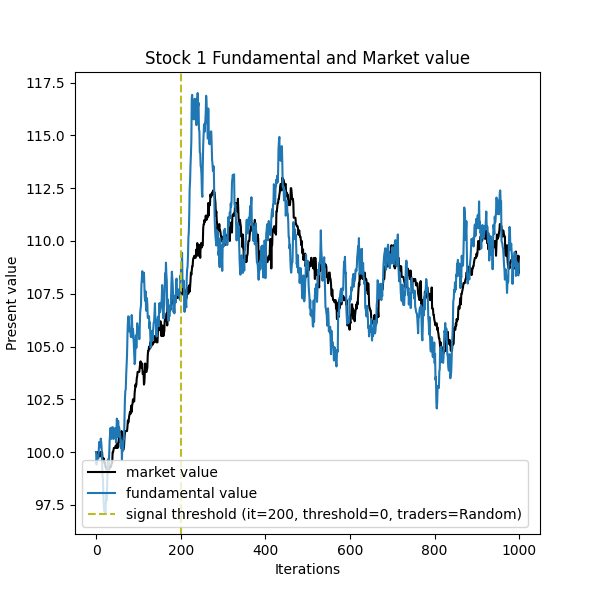 Stock 1 Fundamental and Market value
117.5
115.0
112.5
110.0
107.5
105.0
102.5
100.0
97.5
Present value
market value
fundamental value
signal threshold (it=200, threshold=0, traders=Random)
0 200 400 600 800 1000
Iterations